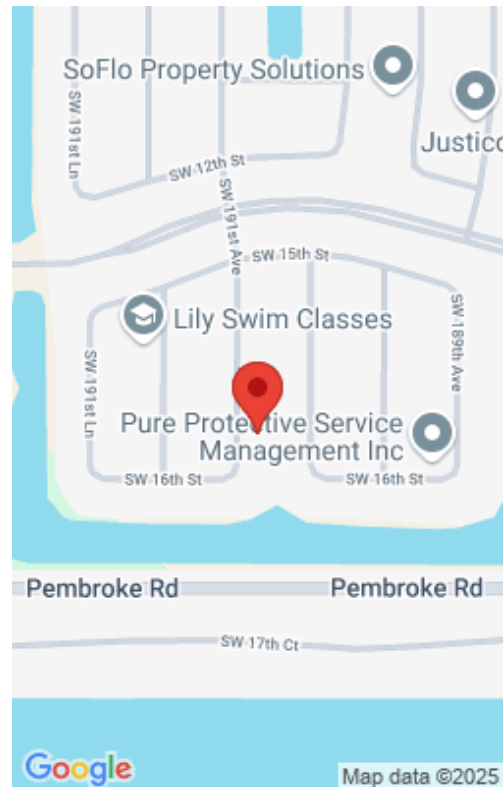 SoFlo Property Solutions
Justico
SW 191st Ln
SW 12th St
SW 191st Ave
SW 15th St
Lily Swim Classes
SW 189th Ave
SW 191st Ln
Pure Protective Service
Management Inc
SW 16th St
SW 16th St
Pembroke Rd
Pembroke Rd
SW 17th Ct
Google
Map data ©2025